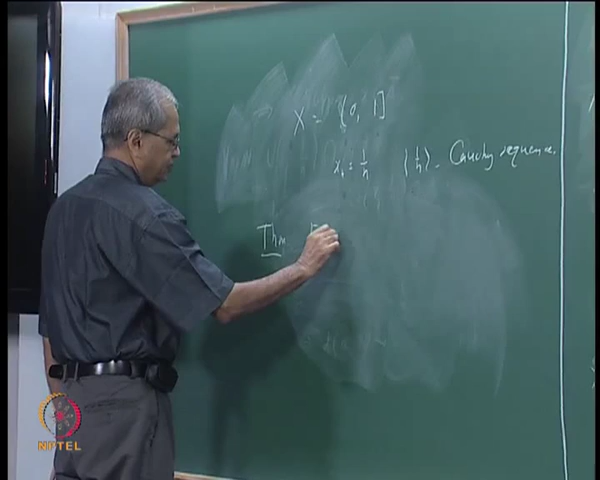 X = (0, 1]
xₙ = 1/n {1/n} - Cauchy sequence.
Thm
NPTEL